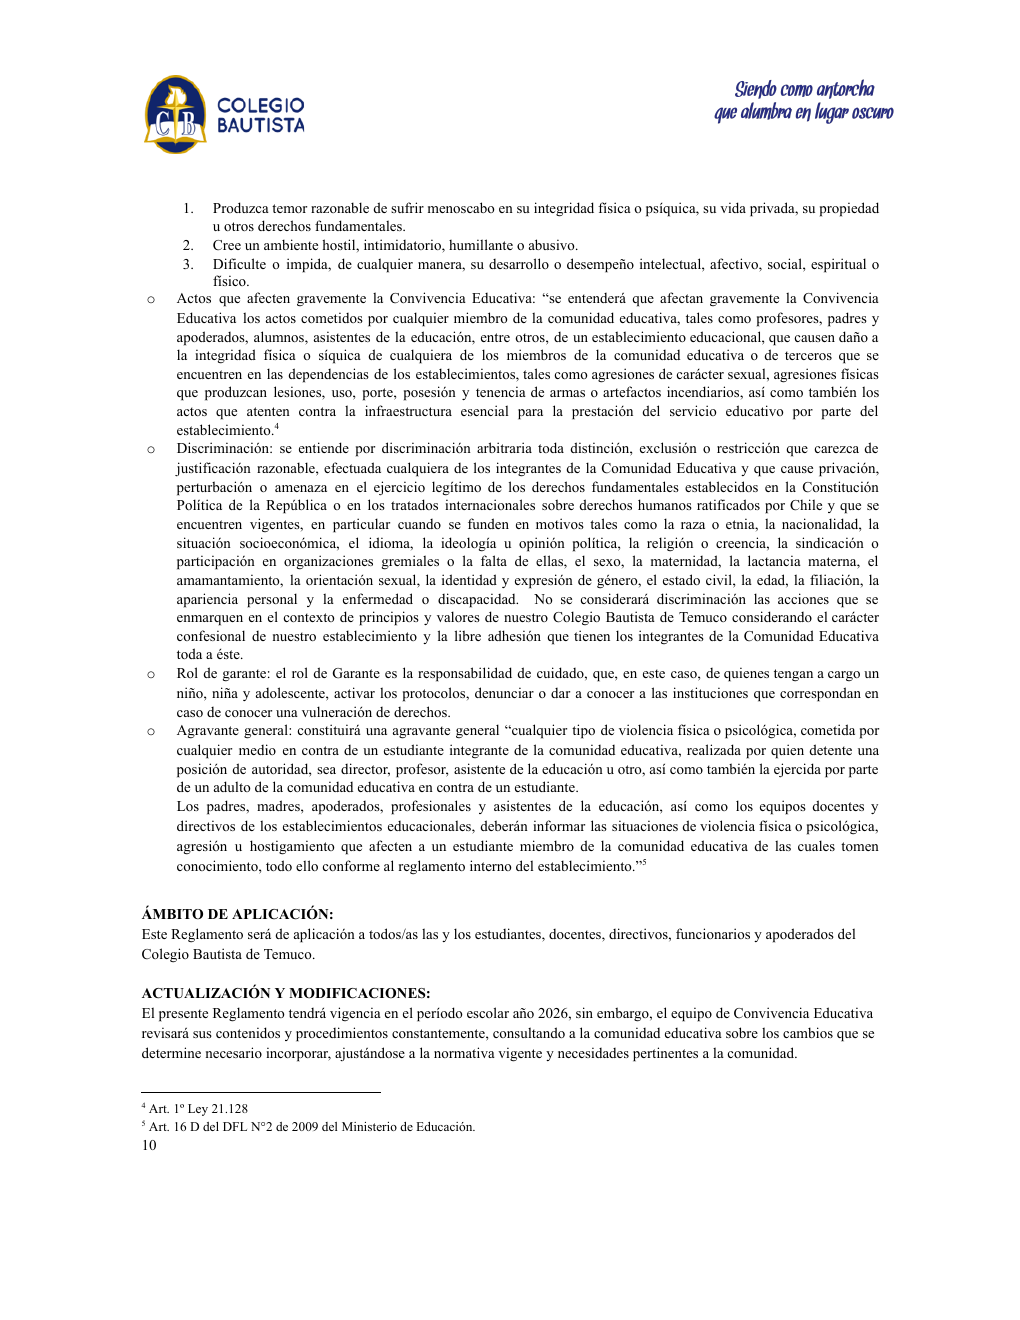 COLEGIO
BAUTISTA
Siendo como antorcha
que alumbra en lugar oscuro
1. Produzca temor razonable de sufrir menoscabo en su integridad física o psíquica, su vida privada, su propiedad
u otros derechos fundamentales.
2. Cree un ambiente hostil, intimidatorio, humillante o abusivo.
3. Dificulte o impida, de cualquier manera, su desarrollo o desempeño intelectual, afectivo, social, espiritual o
físico.
o Actos que afecten gravemente la Convivencia Educativa: “se entenderá que afectan gravemente la Convivencia
Educativa los actos cometidos por cualquier miembro de la comunidad educativa, tales como profesores, padres y
apoderados, alumnos, asistentes de la educación, entre otros, de un establecimiento educacional, que causen daño a
la integridad física o síquica de cualquiera de los miembros de la comunidad educativa o de terceros que se
encuentren en las dependencias de los establecimientos, tales como agresiones de carácter sexual, agresiones físicas
que produzcan lesiones, uso, porte, posesión y tenencia de armas o artefactos incendiarios, así como también los
actos que atenten contra la infraestructura esencial para la prestación del servicio educativo por parte del
establecimiento.4
o Discriminación: se entiende por discriminación arbitraria toda distinción, exclusión o restricción que carezca de
justificación razonable, efectuada cualquiera de los integrantes de la Comunidad Educativa y que cause privación,
perturbación o amenaza en el ejercicio legítimo de los derechos fundamentales establecidos en la Constitución
Política de la República o en los tratados internacionales sobre derechos humanos ratificados por Chile y que se
encuentren vigentes, en particular cuando se funden en motivos tales como la raza o etnia, la nacionalidad, la
situación socioeconómica, el idioma, la ideología u opinión política, la religión o creencia, la sindicación o
participación en organizaciones gremiales o la falta de ellas, el sexo, la maternidad, la lactancia materna, el
amamantamiento, la orientación sexual, la identidad y expresión de género, el estado civil, la edad, la filiación, la
apariencia personal y la enfermedad o discapacidad. No se considerará discriminación las acciones que se
enmarquen en el contexto de principios y valores de nuestro Colegio Bautista de Temuco considerando el carácter
confesional de nuestro establecimiento y la libre adhesión que tienen los integrantes de la Comunidad Educativa
toda a éste.
o Rol de garante: el rol de Garante es la responsabilidad de cuidado, que, en este caso, de quienes tengan a cargo un
niño, niña y adolescente, activar los protocolos, denunciar o dar a conocer a las instituciones que correspondan en
caso de conocer una vulneración de derechos.
o Agravante general: constituirá una agravante general “cualquier tipo de violencia física o psicológica, cometida por
cualquier medio en contra de un estudiante integrante de la comunidad educativa, realizada por quien detente una
posición de autoridad, sea director, profesor, asistente de la educación u otro, así como también la ejercida por parte
de un adulto de la comunidad educativa en contra de un estudiante.
Los padres, madres, apoderados, profesionales y asistentes de la educación, así como los equipos docentes y
directivos de los establecimientos educacionales, deberán informar las situaciones de violencia física o psicológica,
agresión u hostigamiento que afecten a un estudiante miembro de la comunidad educativa de las cuales tomen
conocimiento, todo ello conforme al reglamento interno del establecimiento.”5
ÁMBITO DE APLICACIÓN:
Este Reglamento será de aplicación a todos/as las y los estudiantes, docentes, directivos, funcionarios y apoderados del
Colegio Bautista de Temuco.
ACTUALIZACIÓN Y MODIFICACIONES:
El presente Reglamento tendrá vigencia en el período escolar año 2026, sin embargo, el equipo de Convivencia Educativa
revisará sus contenidos y procedimientos constantemente, consultando a la comunidad educativa sobre los cambios que se
determine necesario incorporar, ajustándose a la normativa vigente y necesidades pertinentes a la comunidad.
4 Art. 1º Ley 21.128
5 Art. 16 D del DFL N°2 de 2009 del Ministerio de Educación.
10